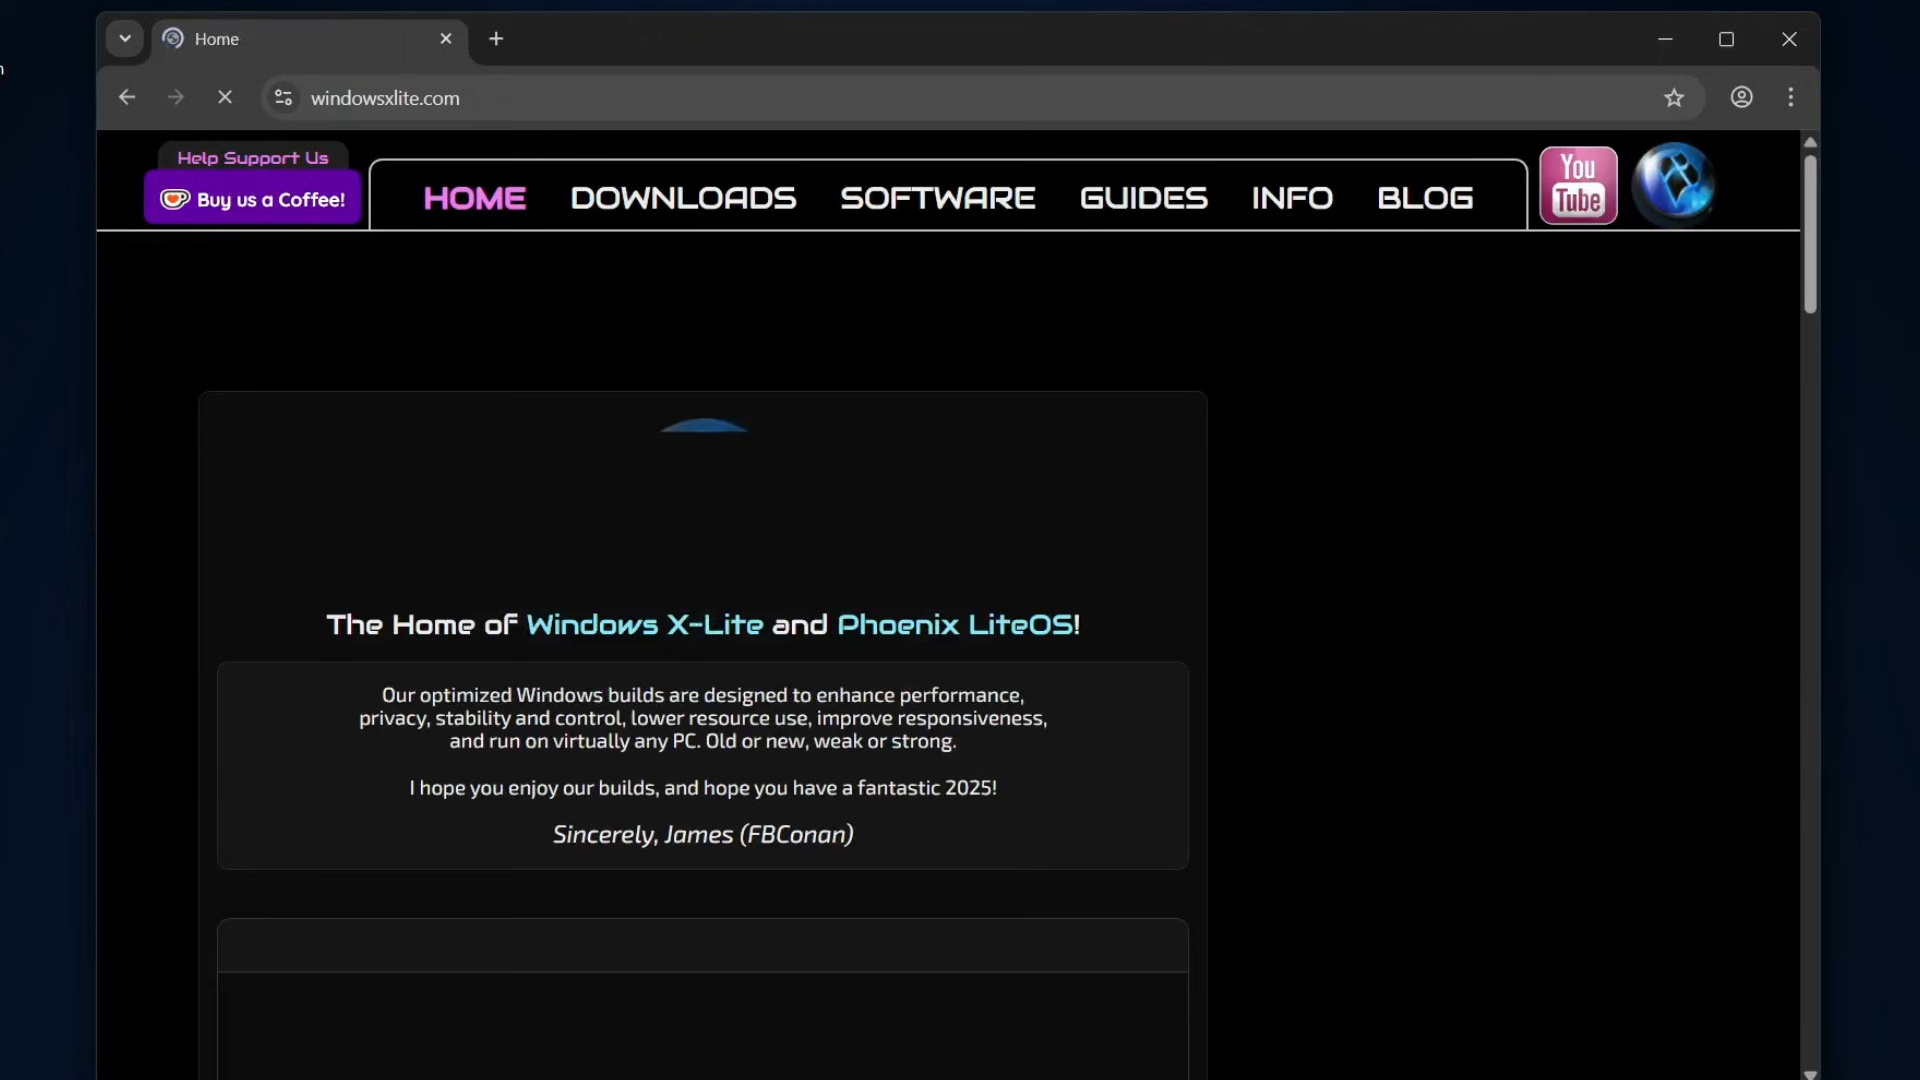 Home
windowsxlite.com
Help Support Us
Buy us a Coffee!
HOME DOWNLOADS SOFTWARE GUIDES INFO BLOG
You
Tube
The Home of Windows X-Lite and Phoenix LiteOS!
Our optimized Windows builds are designed to enhance performance,
privacy, stability and control, lower resource use, improve responsiveness,
and run on virtually any PC. Old or new, weak or strong.
I hope you enjoy our builds, and hope you have a fantastic 2025!
Sincerely, James (FBConan)